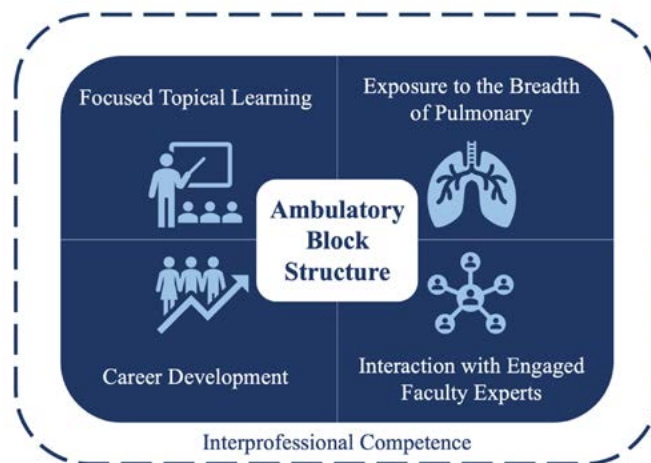 Focused Topical Learning
Exposure to the Breadth
of Pulmonary
Ambulatory
Block
Structure
Career Development
Interaction with Engaged
Faculty Experts
Interprofessional Competence